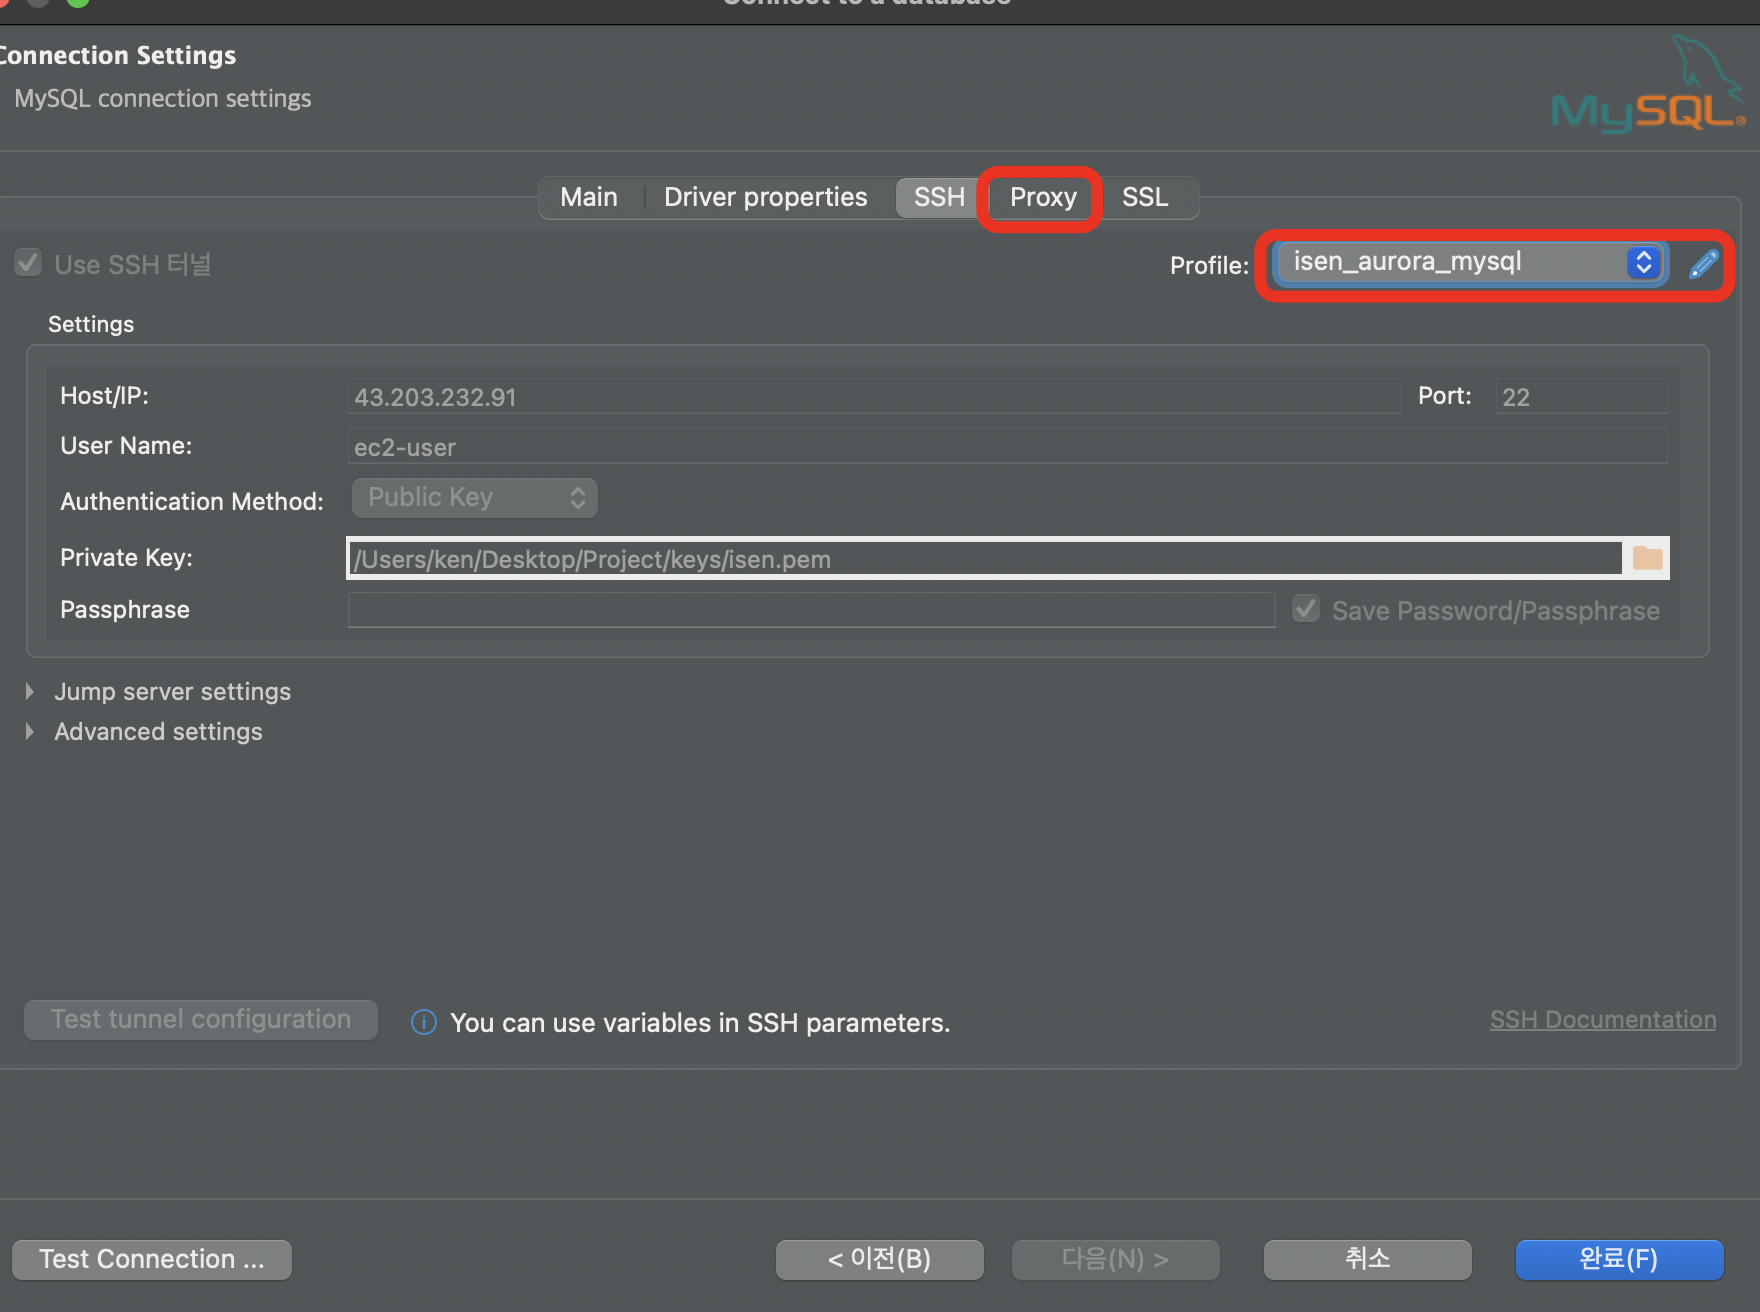 Connect to a database
Connection Settings
MySQL connection settings
MySQL®
Main Driver properties SSH Proxy SSL
Use SSH 터널
Profile: isen_aurora_mysql
Settings
Host/IP: 43.203.232.91 Port: 22
User Name: ec2-user
Authentication Method: Public Key
Private Key: /Users/ken/Desktop/Project/keys/isen.pem
Passphrase Save Password/Passphrase
Jump server settings
Advanced settings
Test tunnel configuration You can use variables in SSH parameters. SSH Documentation
Test Connection ... < 이전(B) 다음(N) > 취소 완료(F)